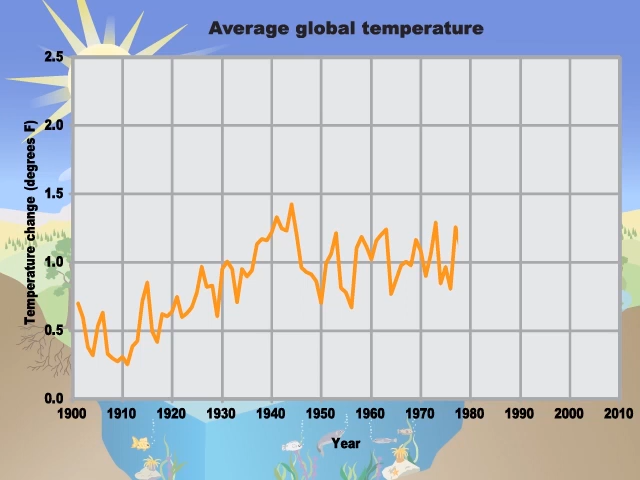 Average global temperature
2.5
2.0
1.5
1.0
0.5
0.0
Temperature change (degrees F)
1900 1910 1920 1930 1940 1950 1960 1970 1980 1990 2000 2010
Year